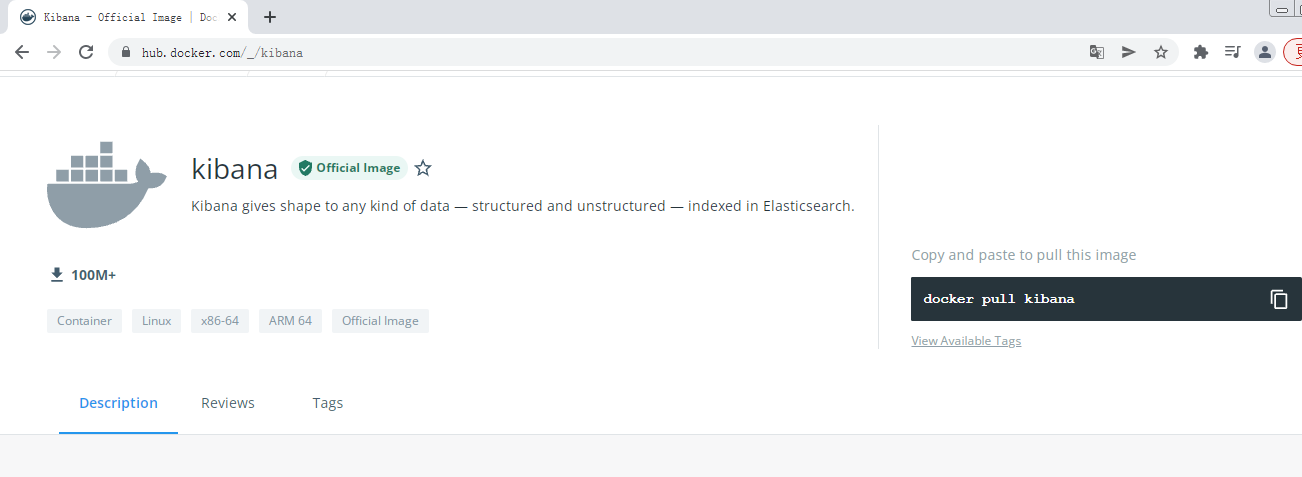 Kibana - Official Image | Doc
hub.docker.com/_/kibana
kibana
Official Image
Kibana gives shape to any kind of data — structured and unstructured — indexed in Elasticsearch.
100M+
Container
Linux
x86-64
ARM 64
Official Image
Copy and paste to pull this image
docker pull kibana
View Available Tags
Description
Reviews
Tags